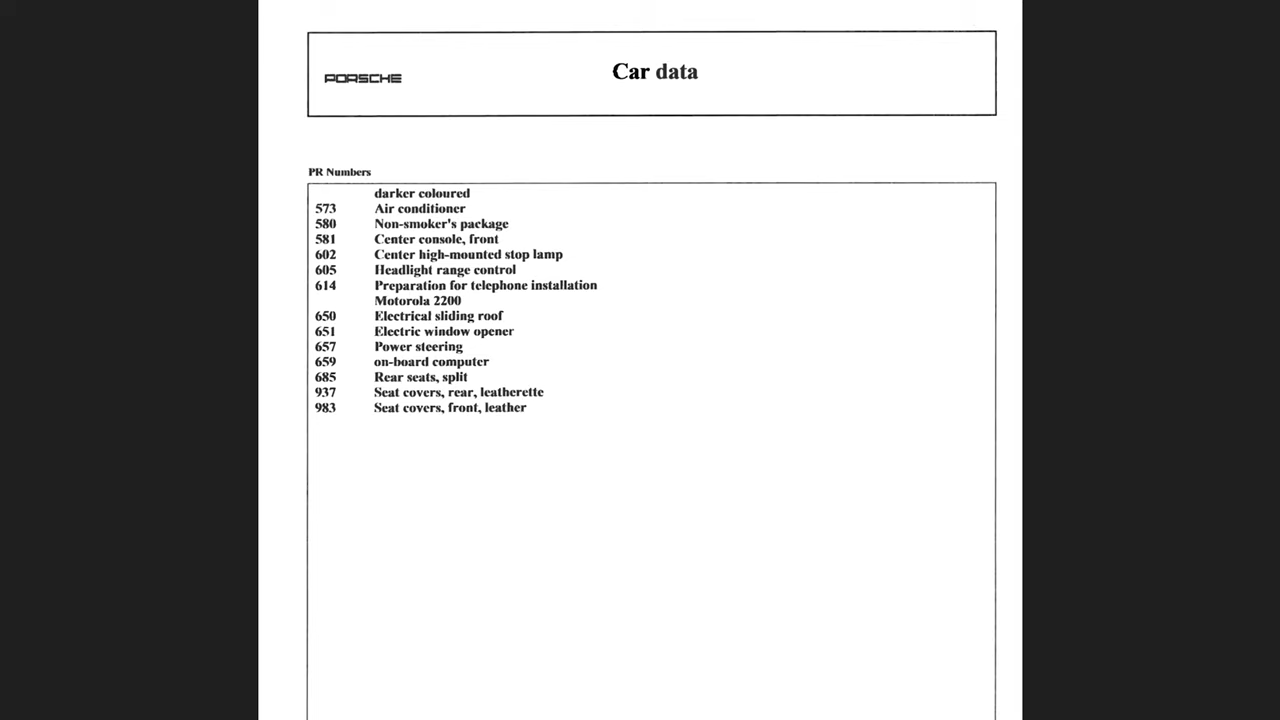 PORSCHE
Car data
PR Numbers
darker coloured
573 Air conditioner
580 Non-smoker's package
581 Center console, front
602 Center high-mounted stop lamp
605 Headlight range control
614 Preparation for telephone installation
Motorola 2200
650 Electrical sliding roof
651 Electric window opener
657 Power steering
659 on-board computer
685 Rear seats, split
937 Seat covers, rear, leatherette
983 Seat covers, front, leather